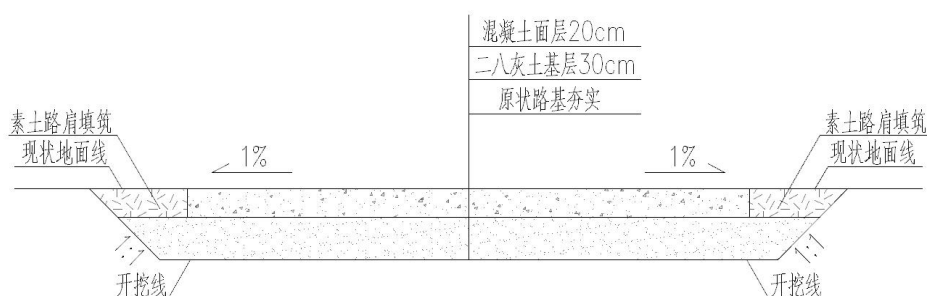 混凝土面层20cm
二八灰土基层30cm
原状路基夯实
素土路肩填筑
素土路肩填筑
现状地面线
现状地面线
1%
1%
1:1
1:1
开挖线
开挖线